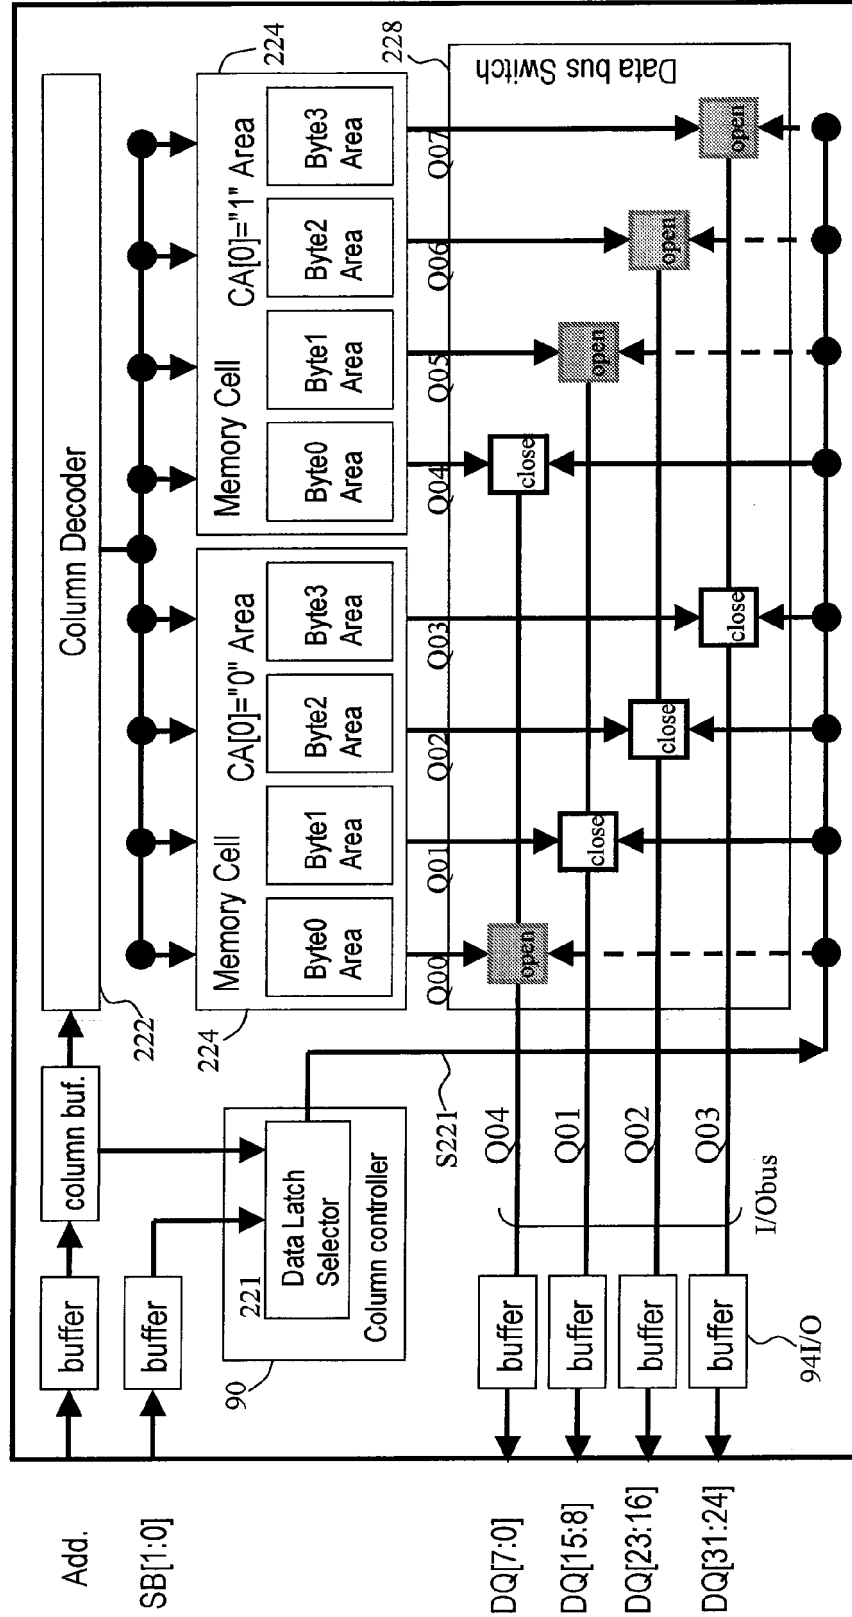 Add.
SB[1:0]
buffer
buffer
column buf.
Column Decoder
222
90
221
Data Latch
Selector
Column controller
S221
224
Memory Cell
CA[0]="0" Area
Byte0
Area
Byte1
Area
Byte2
Area
Byte3
Area
224
Memory Cell
CA[0]="1" Area
Byte0
Area
Byte1
Area
Byte2
Area
Byte3
Area
Q00
Q01
Q02
Q03
Q04
Q05
Q06
Q07
228
Data bus Switch
open
close
close
close
close
open
open
open
Q04
Q01
Q02
Q03
I/Obus
DQ[7:0]
DQ[15:8]
DQ[23:16]
DQ[31:24]
buffer
buffer
buffer
buffer
94I/O